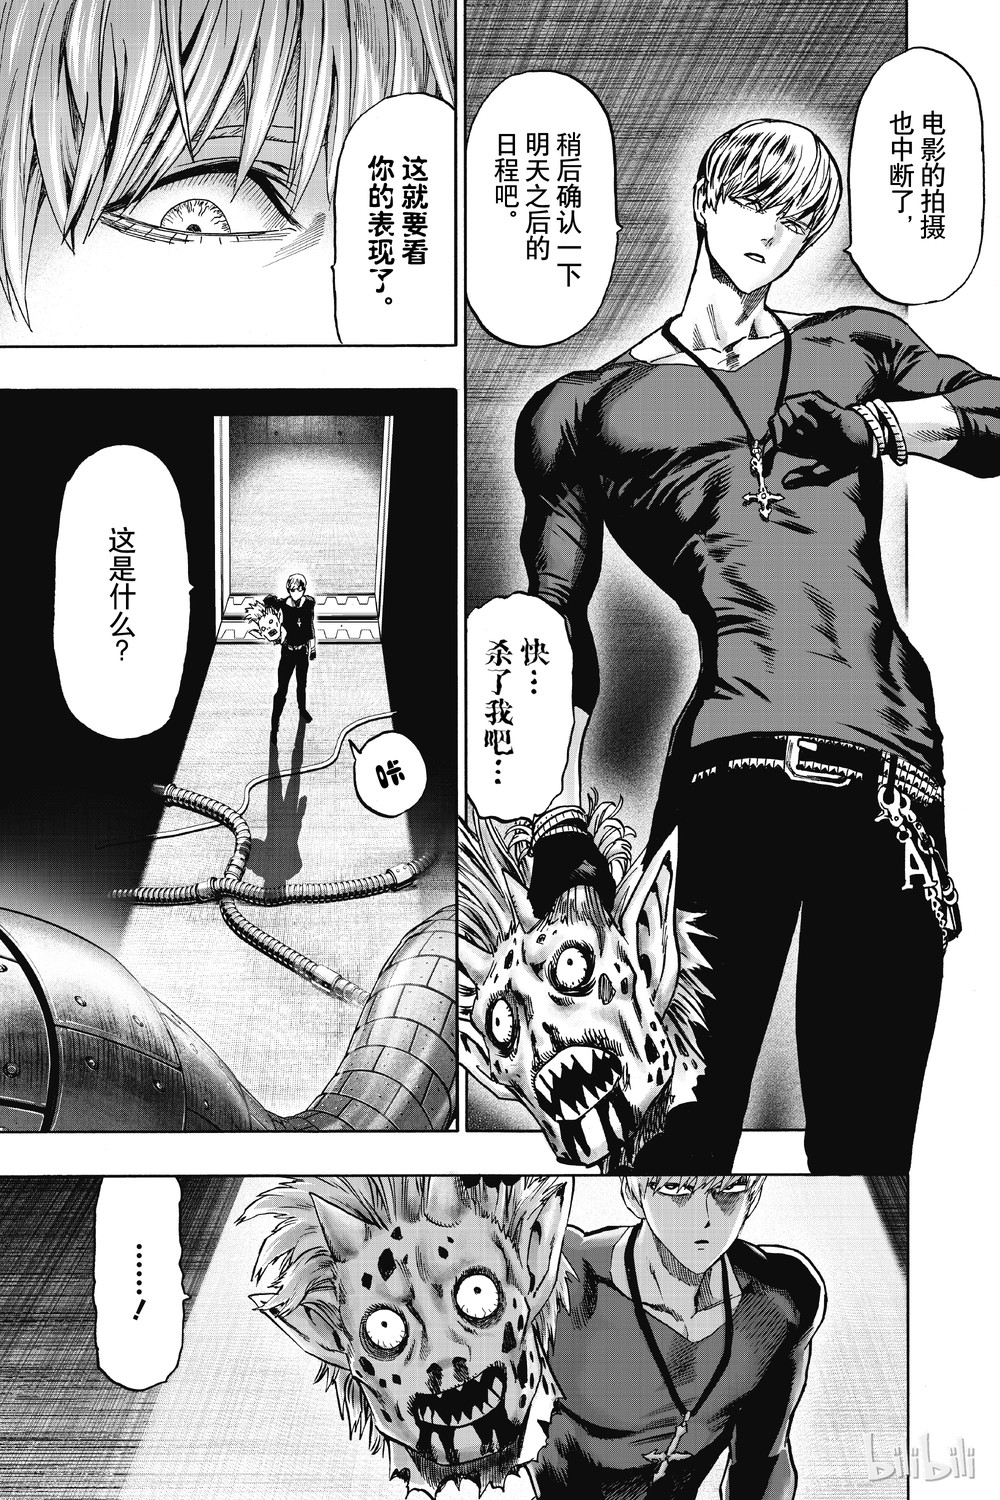 电影的拍摄
也中断了，
稍后确认一下
明天之后的
日程吧。
快…
杀了我吧…
这就要看
你的表现了。
咔
这是什么？
……！
A
bilibili